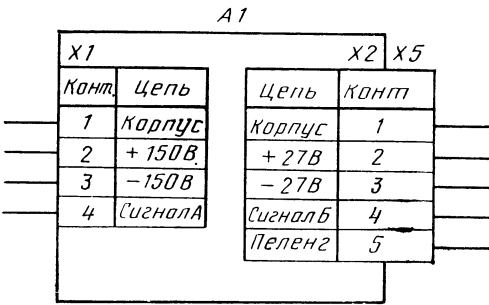 А1
X1 X2 X5
Конт. Цепь Цепь Конт
1 Корпус Корпус 1
2 +150В. +27В 2
3 -150В -27В 3
4 СигналА СигналБ 4
Пеленг 5